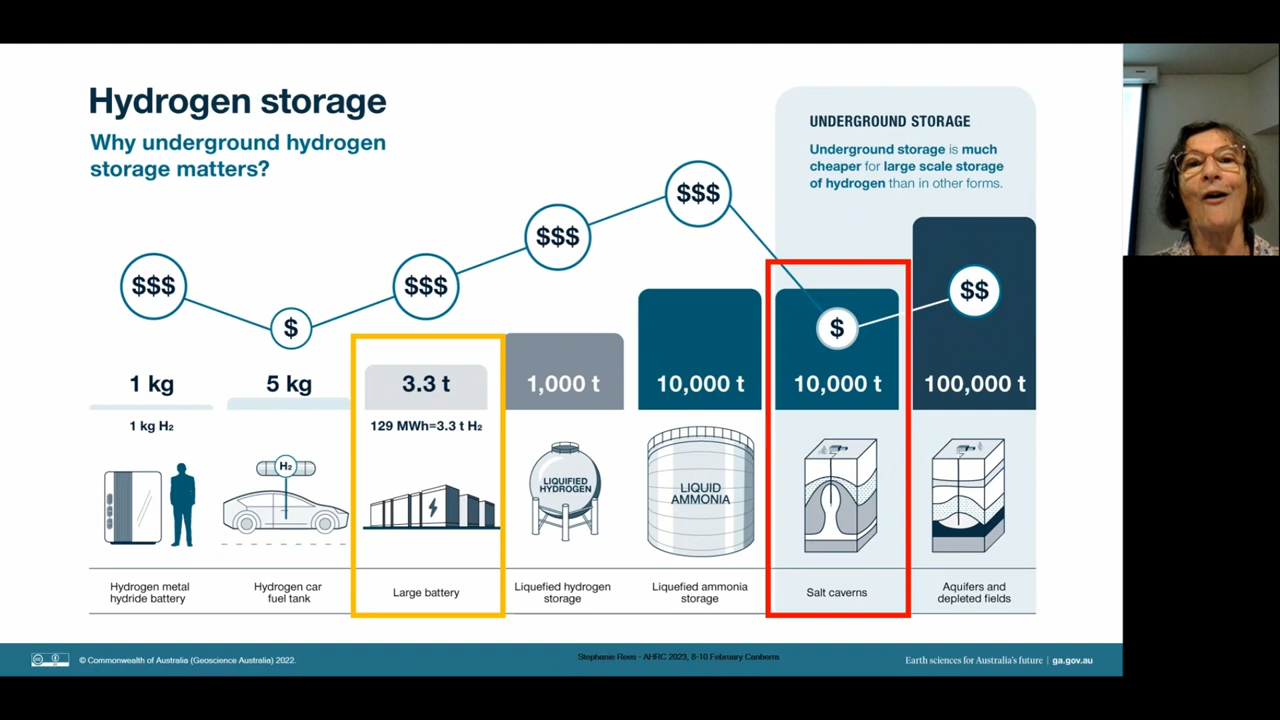 Hydrogen storage
Why underground hydrogen
storage matters?
UNDERGROUND STORAGE
Underground storage is much
cheaper for large scale storage
of hydrogen than in other forms.
$$$
$
$$$
$$$
$$$
$
$$
1 kg
5 kg
3.3 t
1,000 t
10,000 t
10,000 t
100,000 t
1 kg H₂
129 MWh=3.3 t H₂
H₂
LIQUIFIED
HYDROGEN
LIQUID
AMMONIA
Hydrogen metal
hydride battery
Hydrogen car
fuel tank
Large battery
Liquefied hydrogen
storage
Liquefied ammonia
storage
Salt caverns
Aquifers and
depleted fields
© Commonwealth of Australia (Geoscience Australia) 2022.
Stephanie Rees - AHRC 2023, 8-10 February Canberra
Earth sciences for Australia's future | ga.gov.au